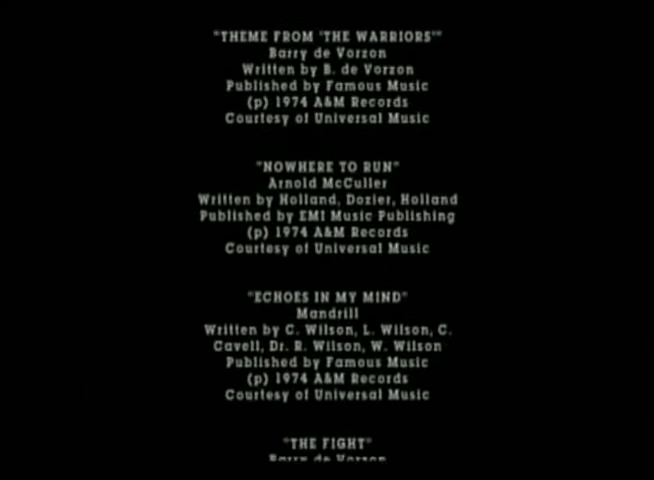 "THEME FROM 'THE WARRIORS'"
Barry de Vorzon
Written by B. de Vorzon
Published by Famous Music
(p) 1974 A&M Records
Courtesy of Universal Music
"NOWHERE TO RUN"
Arnold McCuller
Written by Holland, Dozier, Holland
Published by EMI Music Publishing
(p) 1974 A&M Records
Courtesy of Universal Music
"ECHOES IN MY MIND"
Mandrill
Written by C. Wilson, L. Wilson, C.
Cavell, Dr. R. Wilson, W. Wilson
Published by Famous Music
(p) 1974 A&M Records
Courtesy of Universal Music
"THE FIGHT"
Barry de Vorzon